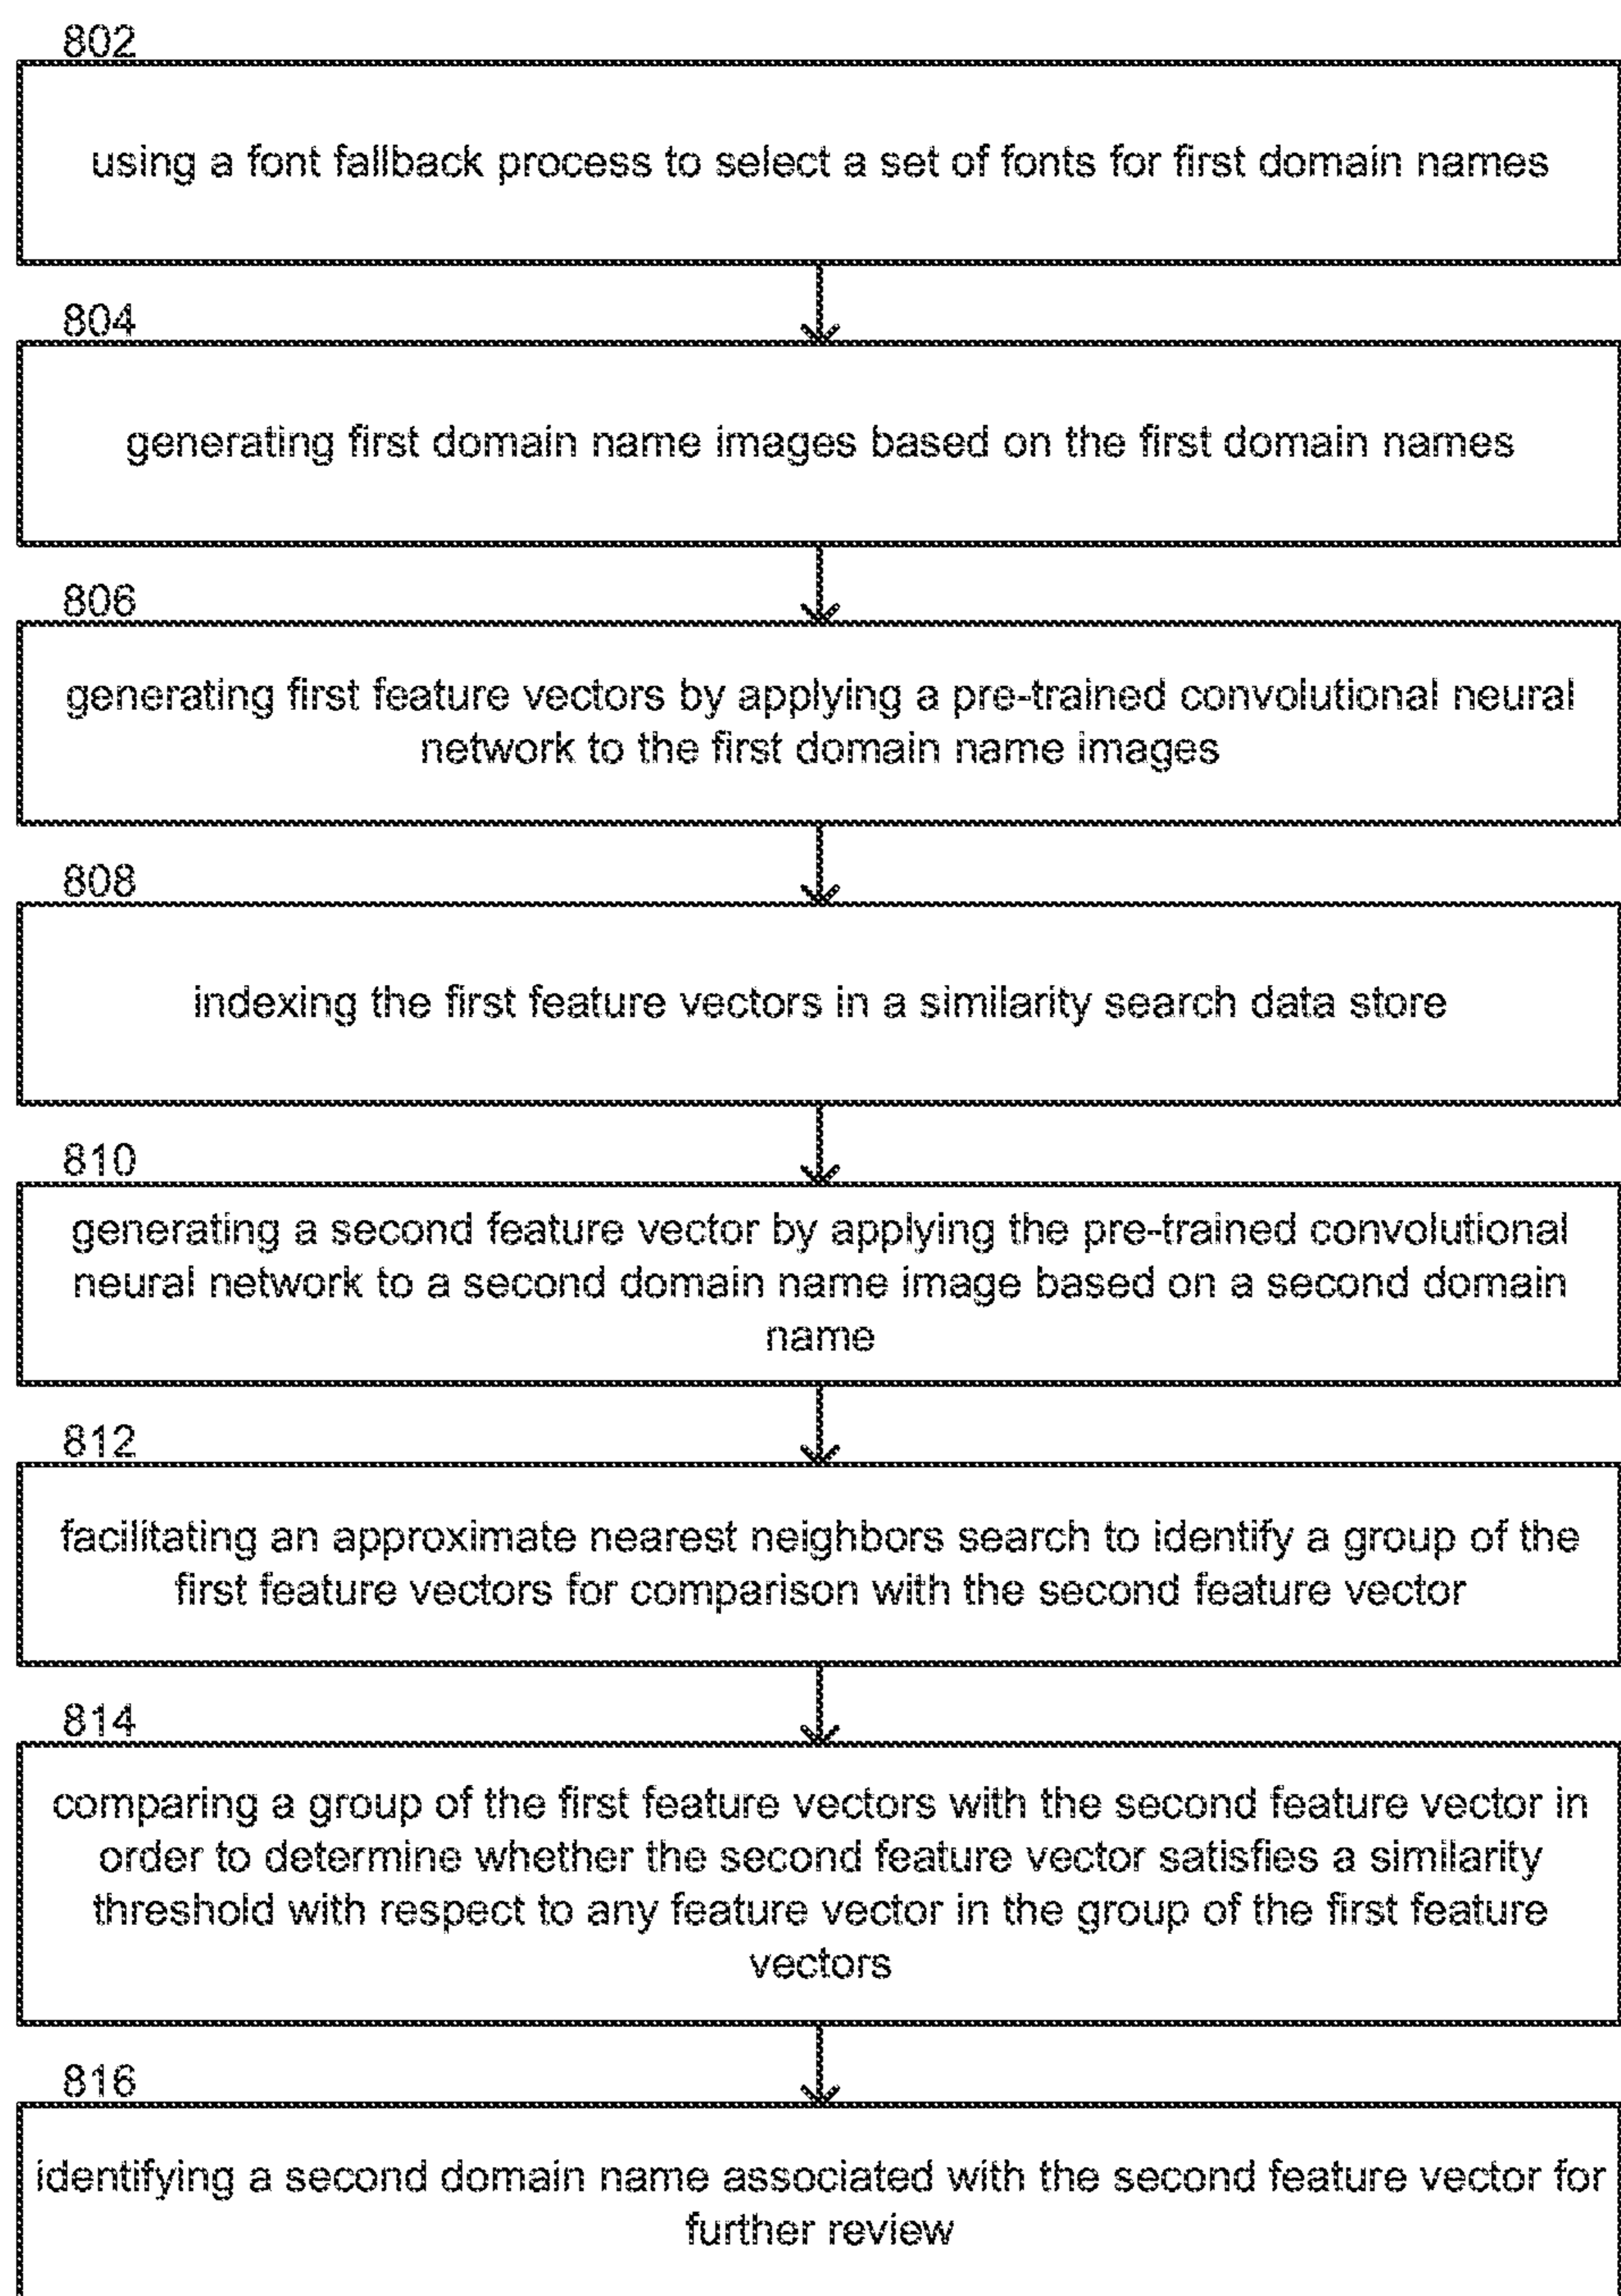 802
using a font fallback process to select a set of fonts for first domain names
804
generating first domain name images based on the first domain names
806
generating first feature vectors by applying a pre-trained convolutional neural
network to the first domain name images
808
indexing the first feature vectors in a similarity search data store
810
generating a second feature vector by applying the pre-trained convolutional
neural network to a second domain name image based on a second domain
name
812
facilitating an approximate nearest neighbors search to identify a group of the
first feature vectors for comparison with the second feature vector
814
comparing a group of the first feature vectors with the second feature vector in
order to determine whether the second feature vector satisfies a similarity
threshold with respect to any feature vector in the group of the first feature
vectors
816
identifying a second domain name associated with the second feature vector for
further review